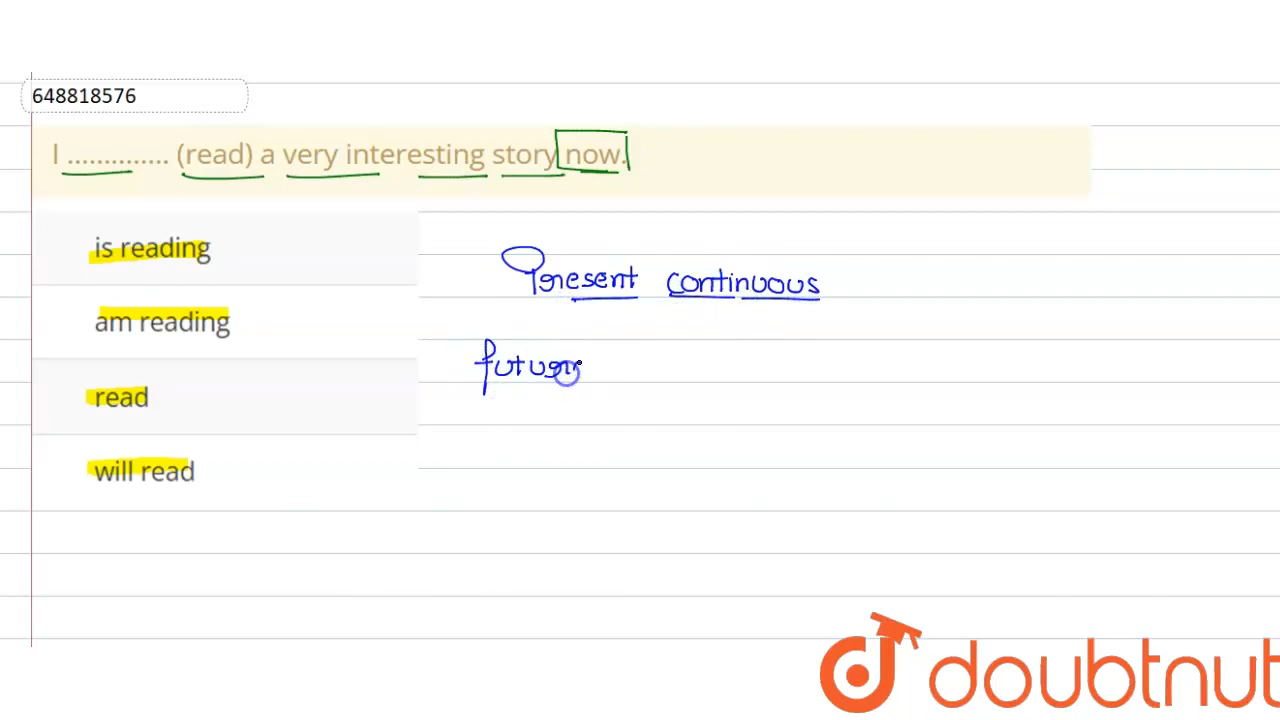 648818576
I .............. (read) a very interesting story now.
is reading
Present continuous
am reading
future
read
will read
doubtnut